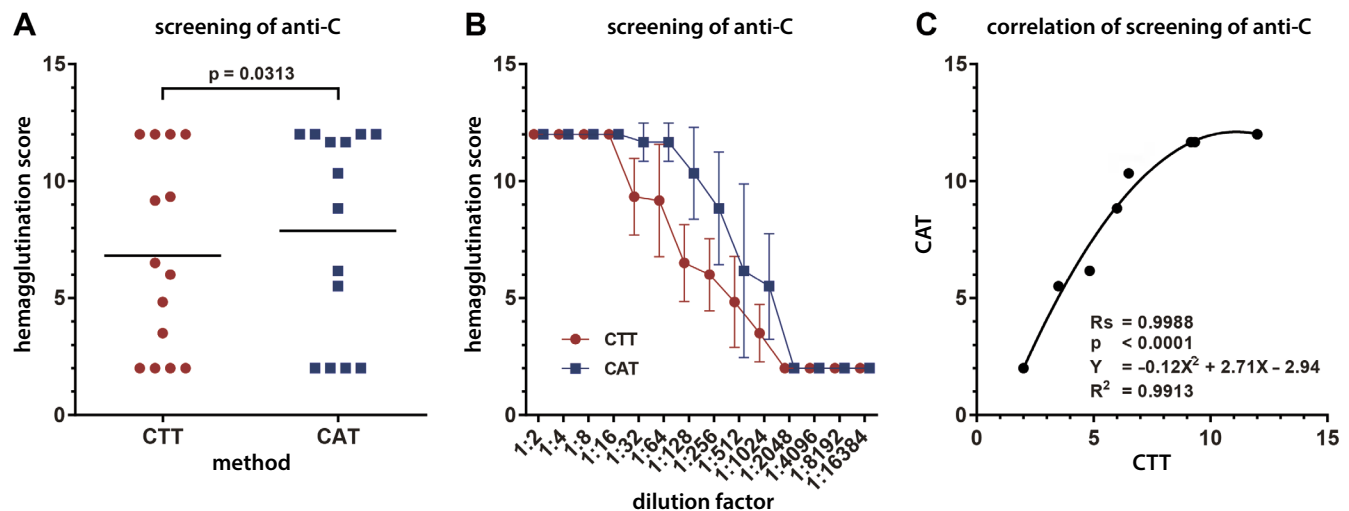 A
screening of anti-C
p = 0.0313
hemagglutination score
15
10
5
0
CTT
CAT
method
B
screening of anti-C
hemagglutination score
15
10
5
0
CTT
CAT
1:2
1:4
1:8
1:16
1:32
1:64
1:128
1:256
1:512
1:1024
1:2048
1:4096
1:8192
1:16384
dilution factor
C
correlation of screening of anti-C
CAT
15
10
5
0
Rs = 0.9988
p < 0.0001
Y = -0.12X² + 2.71X – 2.94
R² = 0.9913
0
5
10
15
CTT